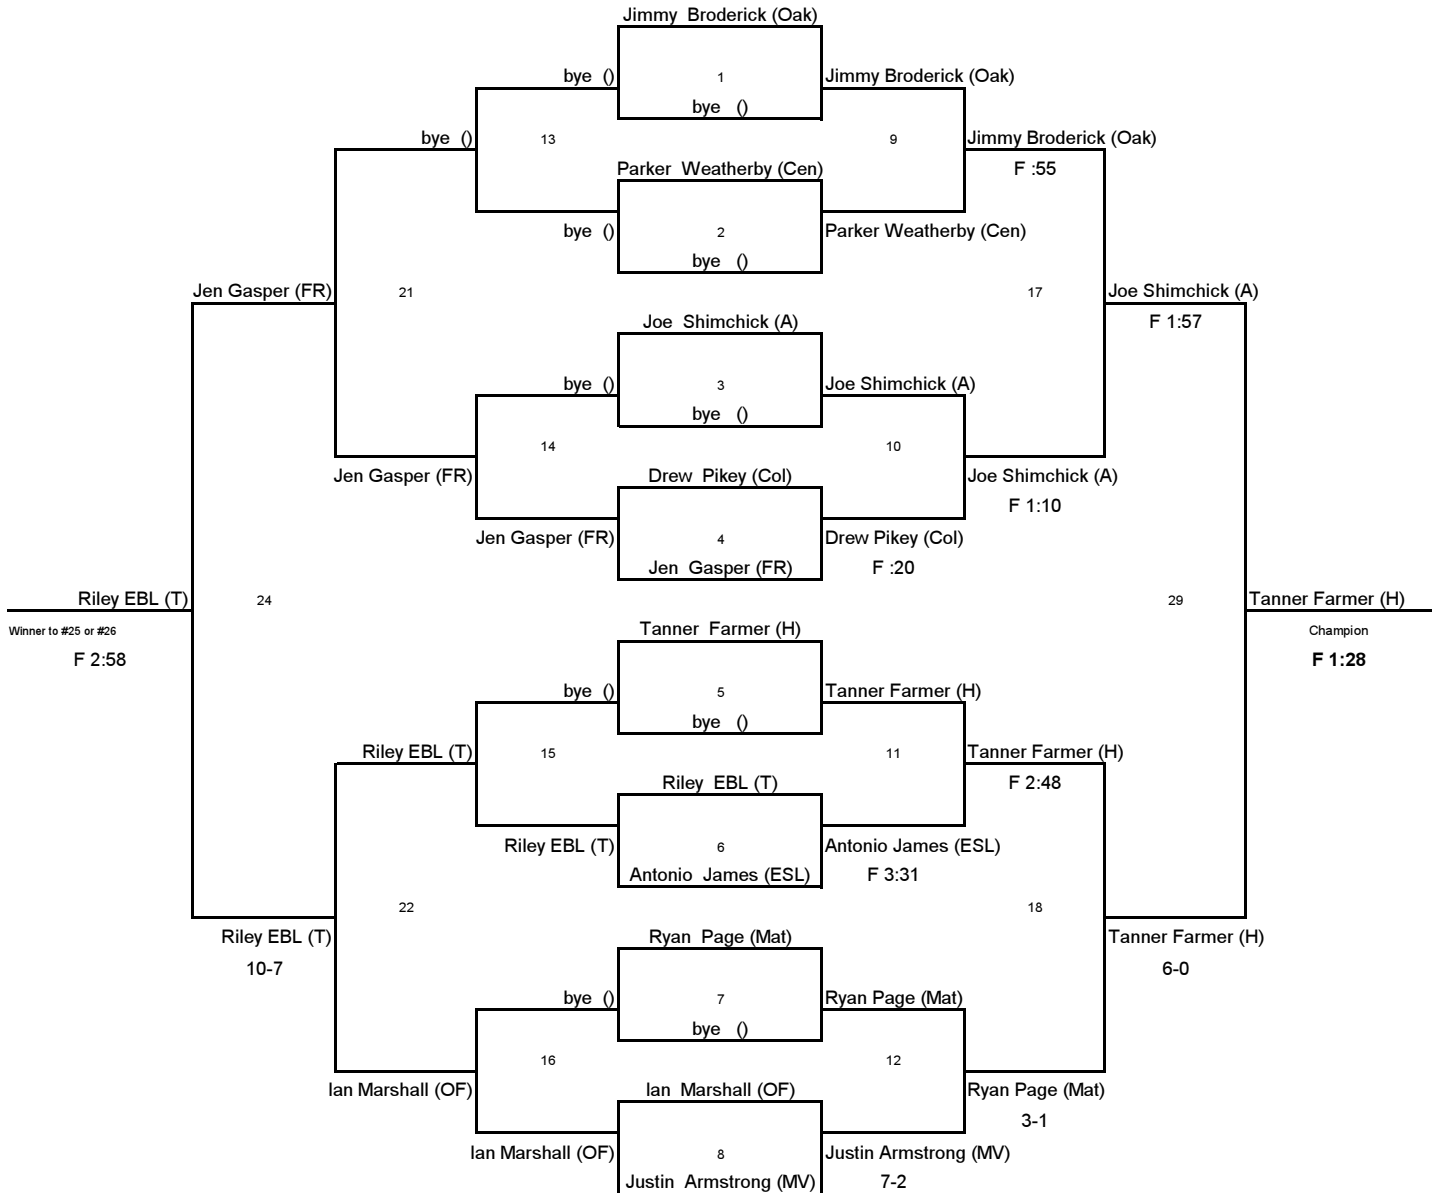 Jimmy Broderick (Oak)
bye () 1 Jimmy Broderick (Oak)
bye ()
bye () 13 9 Jimmy Broderick (Oak)
Parker Weatherby (Cen) F :55
bye () 2 Parker Weatherby (Cen)
bye ()
Jen Gasper (FR) 21 17 Joe Shimchick (A)
Joe Shimchick (A) F 1:57
bye () 3 Joe Shimchick (A)
bye ()
14 10
Jen Gasper (FR) Drew Pikey (Col) Joe Shimchick (A)
F 1:10
Jen Gasper (FR) 4 Drew Pikey (Col)
Jen Gasper (FR) F :20
Riley EBL (T) 24 29 Tanner Farmer (H)
Winner to #25 or #26 Tanner Farmer (H) Champion
F 2:58 F 1:28
bye () 5 Tanner Farmer (H)
bye ()
Riley EBL (T) 15 11 Tanner Farmer (H)
Riley EBL (T) F 2:48
Riley EBL (T) 6 Antonio James (ESL)
Antonio James (ESL) F 3:31
22 18
Riley EBL (T) Ryan Page (Mat) Tanner Farmer (H)
10-7 6-0
bye () 7 Ryan Page (Mat)
bye ()
16 12
Ian Marshall (OF) Ian Marshall (OF) Ryan Page (Mat)
3-1
Ian Marshall (OF) 8 Justin Armstrong (MV)
Justin Armstrong (MV) 7-2